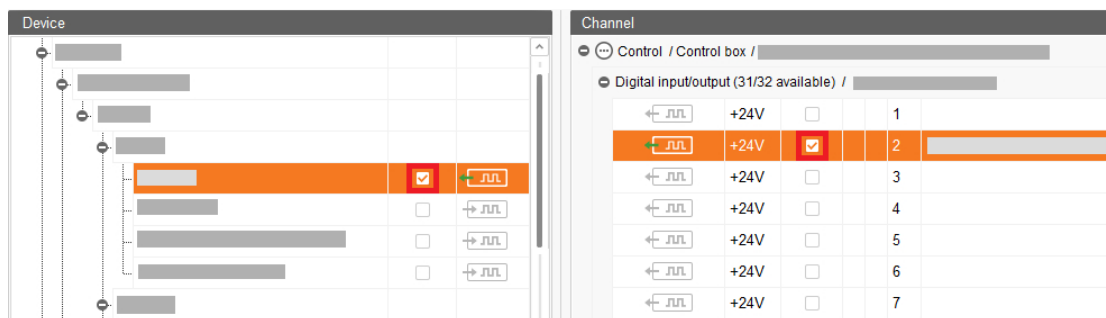 Device
Channel
Control / Control box /
Digital input/output (31/32 available) /
+24V 1
+24V 2
+24V 3
+24V 4
+24V 5
+24V 6
+24V 7